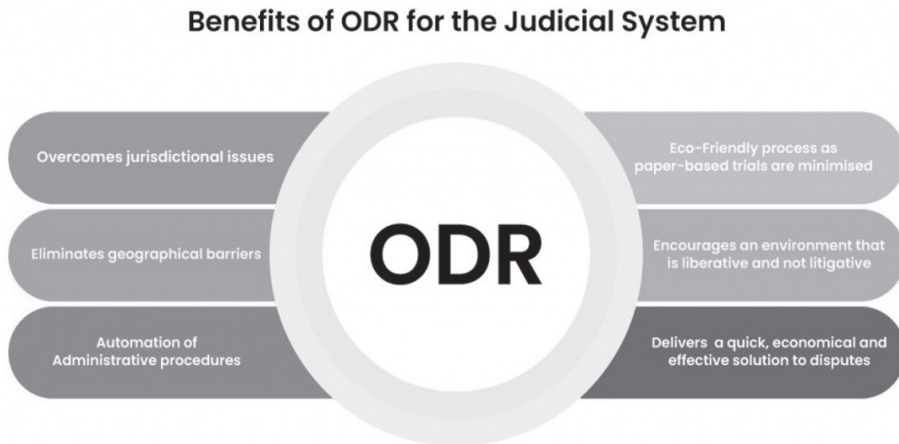 Benefits of ODR for the Judicial System
Overcomes jurisdictional issues
Eliminates geographical barriers
Automation of
Administrative procedures
ODR
Eco-Friendly process as
paper-based trials are minimised
Encourages an environment that
is liberative and not litigative
Delivers a quick, economical and
effective solution to disputes